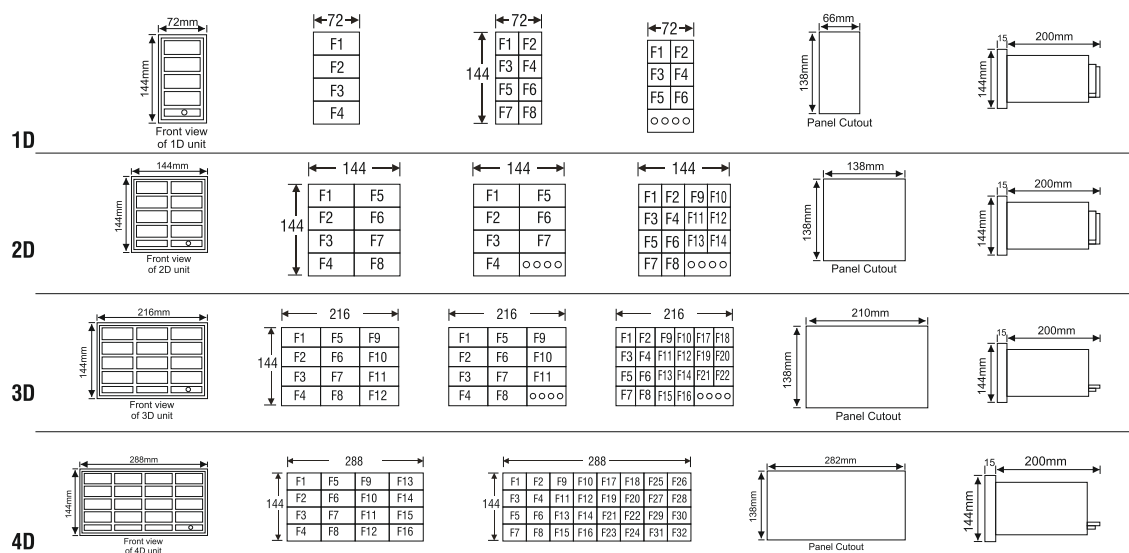 72mm
144mm
Front view
of 1D unit
72
F1
F2
F3
F4
72
144
F1 F2
F3 F4
F5 F6
F7 F8
72
F1 F2
F3 F4
F5 F6
66mm
138mm
Panel Cutout
15 200mm
144mm
1D
144mm
144mm
Front view
of 2D unit
144
144
F1 F5
F2 F6
F3 F7
F4 F8
144
F1 F5
F2 F6
F3 F7
F4
144
F1 F2 F9 F10
F3 F4 F11 F12
F5 F6 F13 F14
F7 F8
138mm
138mm
Panel Cutout
15 200mm
144mm
2D
216mm
144mm
Front view
of 3D unit
216
144
F1 F5 F9
F2 F6 F10
F3 F7 F11
F4 F8 F12
216
F1 F5 F9
F2 F6 F10
F3 F7 F11
F4 F8
216
F1 F2 F9 F10 F17 F18
F3 F4 F11 F12 F19 F20
F5 F6 F13 F14 F21 F22
F7 F8 F15 F16
210mm
138mm
Panel Cutout
15 200mm
144mm
3D
288mm
144mm
Front view
of 4D unit
288
144
F1 F5 F9 F13
F2 F6 F10 F14
F3 F7 F11 F15
F4 F8 F12 F16
288
144
F1 F2 F9 F10 F17 F18 F25 F26
F3 F4 F11 F12 F19 F20 F27 F28
F5 F6 F13 F14 F21 F22 F29 F30
F7 F8 F15 F16 F23 F24 F31 F32
282mm
138mm
Panel Cutout
15 200mm
144mm
4D